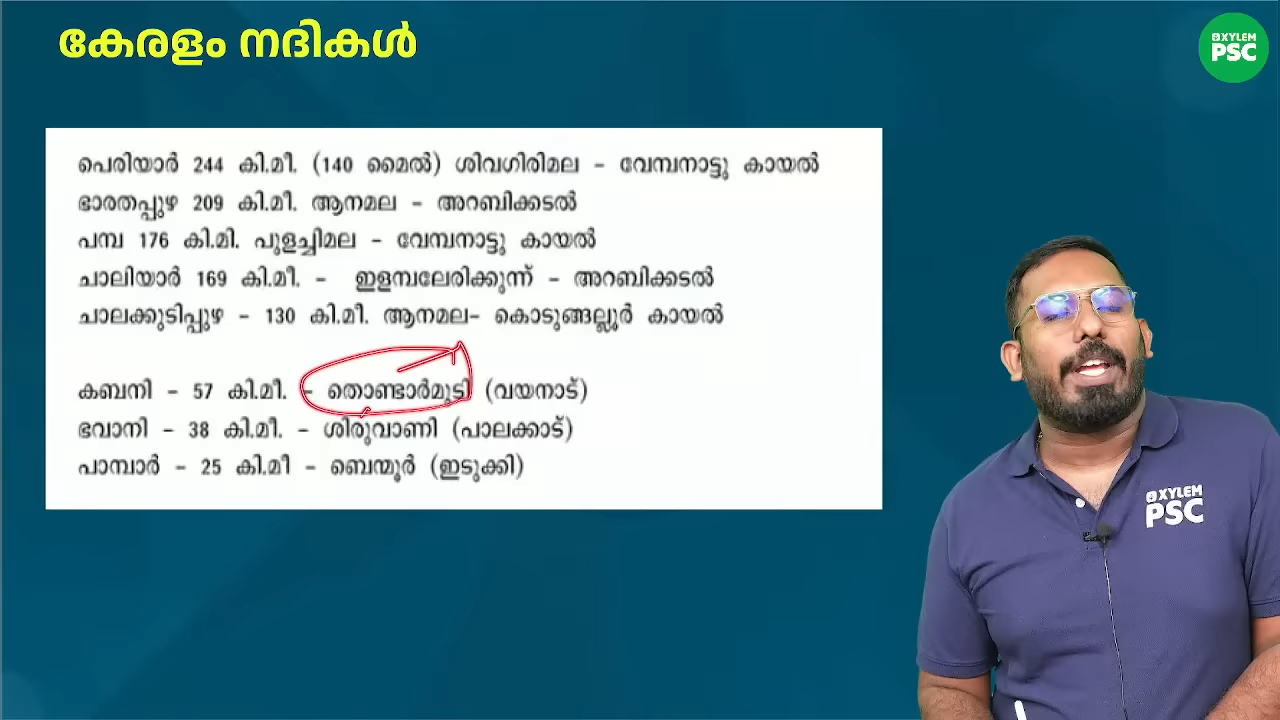 കേരളം നദികൾ
XYLEM
PSC
പെരിയാർ 244 കി.മീ. (140 മൈൽ) ശിവഗിരിമല - വേമ്പനാട്ടു കായൽ
ഭാരതപ്പുഴ 209 കി.മീ. ആനമല - അറബിക്കടൽ
പമ്പ 176 കി.മി. പുളച്ചിമല - വേമ്പനാട്ടു കായൽ
ചാലിയാർ 169 കി.മീ. - ഇളമ്പലേരിക്കുന്ന് - അറബിക്കടൽ
ചാലക്കുടിപ്പുഴ - 130 കി.മീ. ആനമല- കൊടുങ്ങല്ലൂർ കായൽ
കബനി - 57 കി.മീ. - തൊണ്ടാർമുടി (വയനാട്)
ഭവാനി - 38 കി.മീ. - ശിരുവാണി (പാലക്കാട്)
പാമ്പാർ - 25 കി.മീ - ബെന്മൂർ (ഇടുക്കി)
XYLEM
PSC